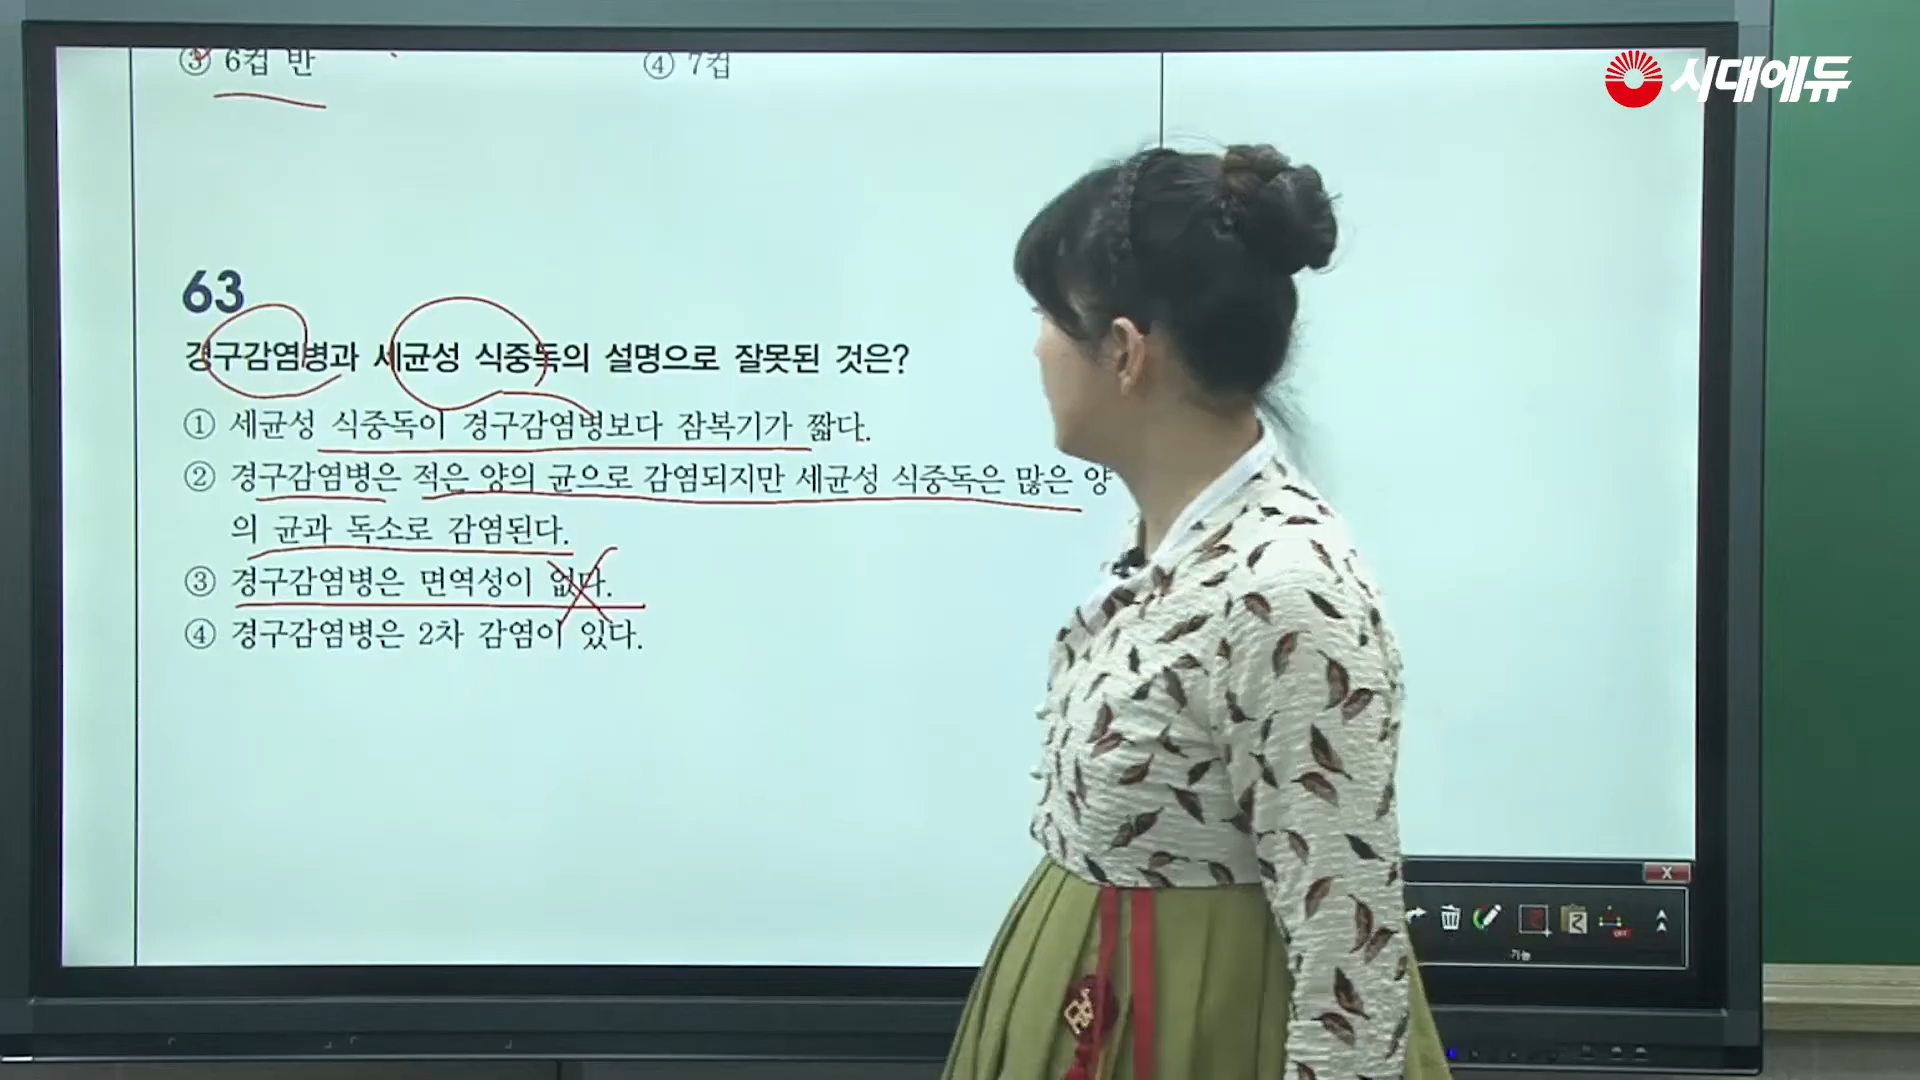 ③ 6컵 반 ④ 7컵
시대에듀
63
경구감염병과 세균성 식중독의 설명으로 잘못된 것은?
① 세균성 식중독이 경구감염병보다 잠복기가 짧다.
② 경구감염병은 적은 양의 균으로 감염되지만 세균성 식중독은 많은 양
의 균과 독소로 감염된다.
③ 경구감염병은 면역성이 없다.
④ 경구감염병은 2차 감염이 있다.
X
OFF
기능